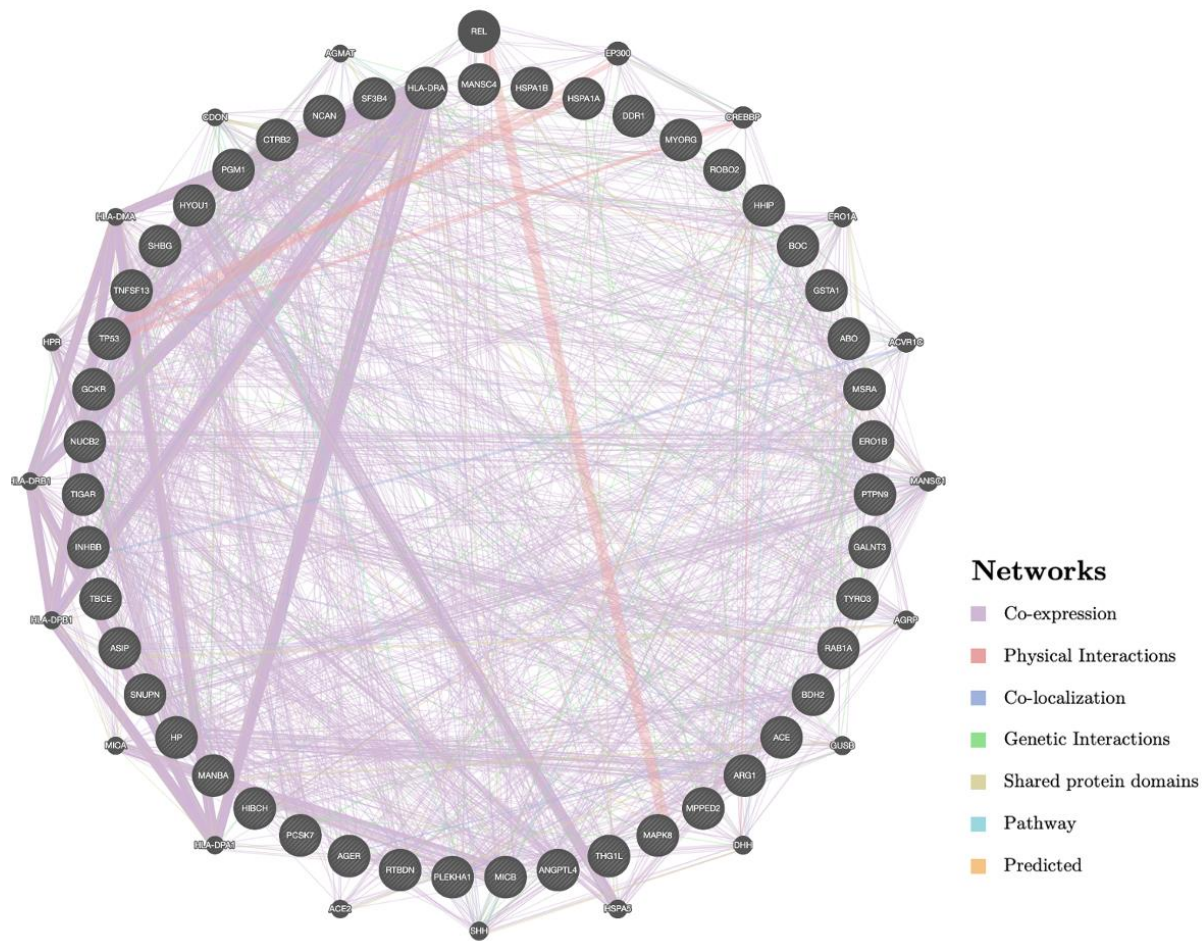 REL
AGMAT
EP300
HLA-DRA
MANSC4
HSPA1B
SF3B4
HSPA1A
NCAN
DDR1
CDON
CREBBP
CTRB2
MYORG
PGM1
ROBO2
HYOU1
HHIP
HLA-DMA
ERO1A
SHBG
BOC
TNFSF13
GSTA1
TP53
ABO
HPR
ACVR1C
GCKR
MSRA
NUCB2
ERO1B
HLA-DRB1
MANSC1
TIGAR
PTPN9
INHBB
GALNT3
Networks
TBCE
TYRO3
Co-expression
HLA-DPB1
AGRP
ASIP
RAB1A
Physical Interactions
SNUPN
BDH2
Co-localization
HP
ACE
Genetic Interactions
MICA
GUSB
MANBA
ARG1
Shared protein domains
HIBCH
MPPED2
Pathway
PCSK7
MAPK8
HLA-DPA1
DHH
AGER
THG1L
Predicted
RTBDN
ANGPTL4
PLEKHA1
MICB
ACE2
HSPA5
SHH